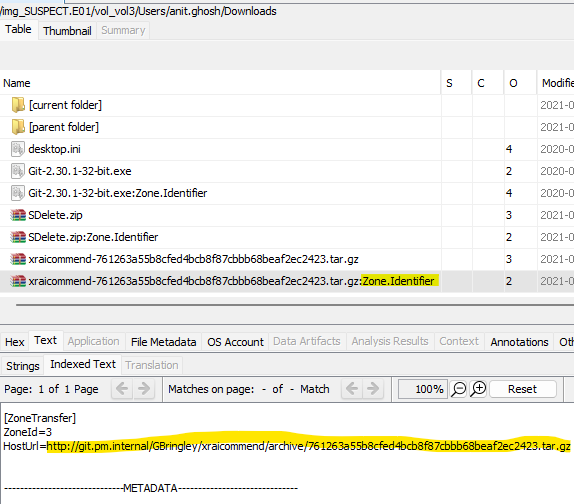 /img_SUSPECT.E01/vol_vol3/Users/anit.ghosh/Downloads
Table Thumbnail Summary
Name S C O Modifie
[current folder] 2021-0
[parent folder] 2021-0
desktop.ini 4 2020-0
Git-2.30.1-32-bit.exe 2 2020-0
Git-2.30.1-32-bit.exe:Zone.Identifier 4 2020-0
SDelete.zip 3 2021-0
SDelete.zip:Zone.Identifier 2 2021-0
xraicommend-761263a55b8cfed4bcb8f87cbbb68beaf2ec2423.tar.gz 3 2021-0
xraicommend-761263a55b8cfed4bcb8f87cbbb68beaf2ec2423.tar.gz:Zone.Identifier 2 2021-0
Hex Text Application File Metadata OS Account Data Artifacts Analysis Results Context Annotations Oth
Strings Indexed Text Translation
Page: 1 of 1 Page Matches on page: - of - Match 100% Reset
[ZoneTransfer]
ZoneId=3
HostUrl=http://git.pm.internal/GBringley/xraicommend/archive/761263a55b8cfed4bcb8f87cbbb68beaf2ec2423.tar.gz
------------------------------METADATA------------------------------